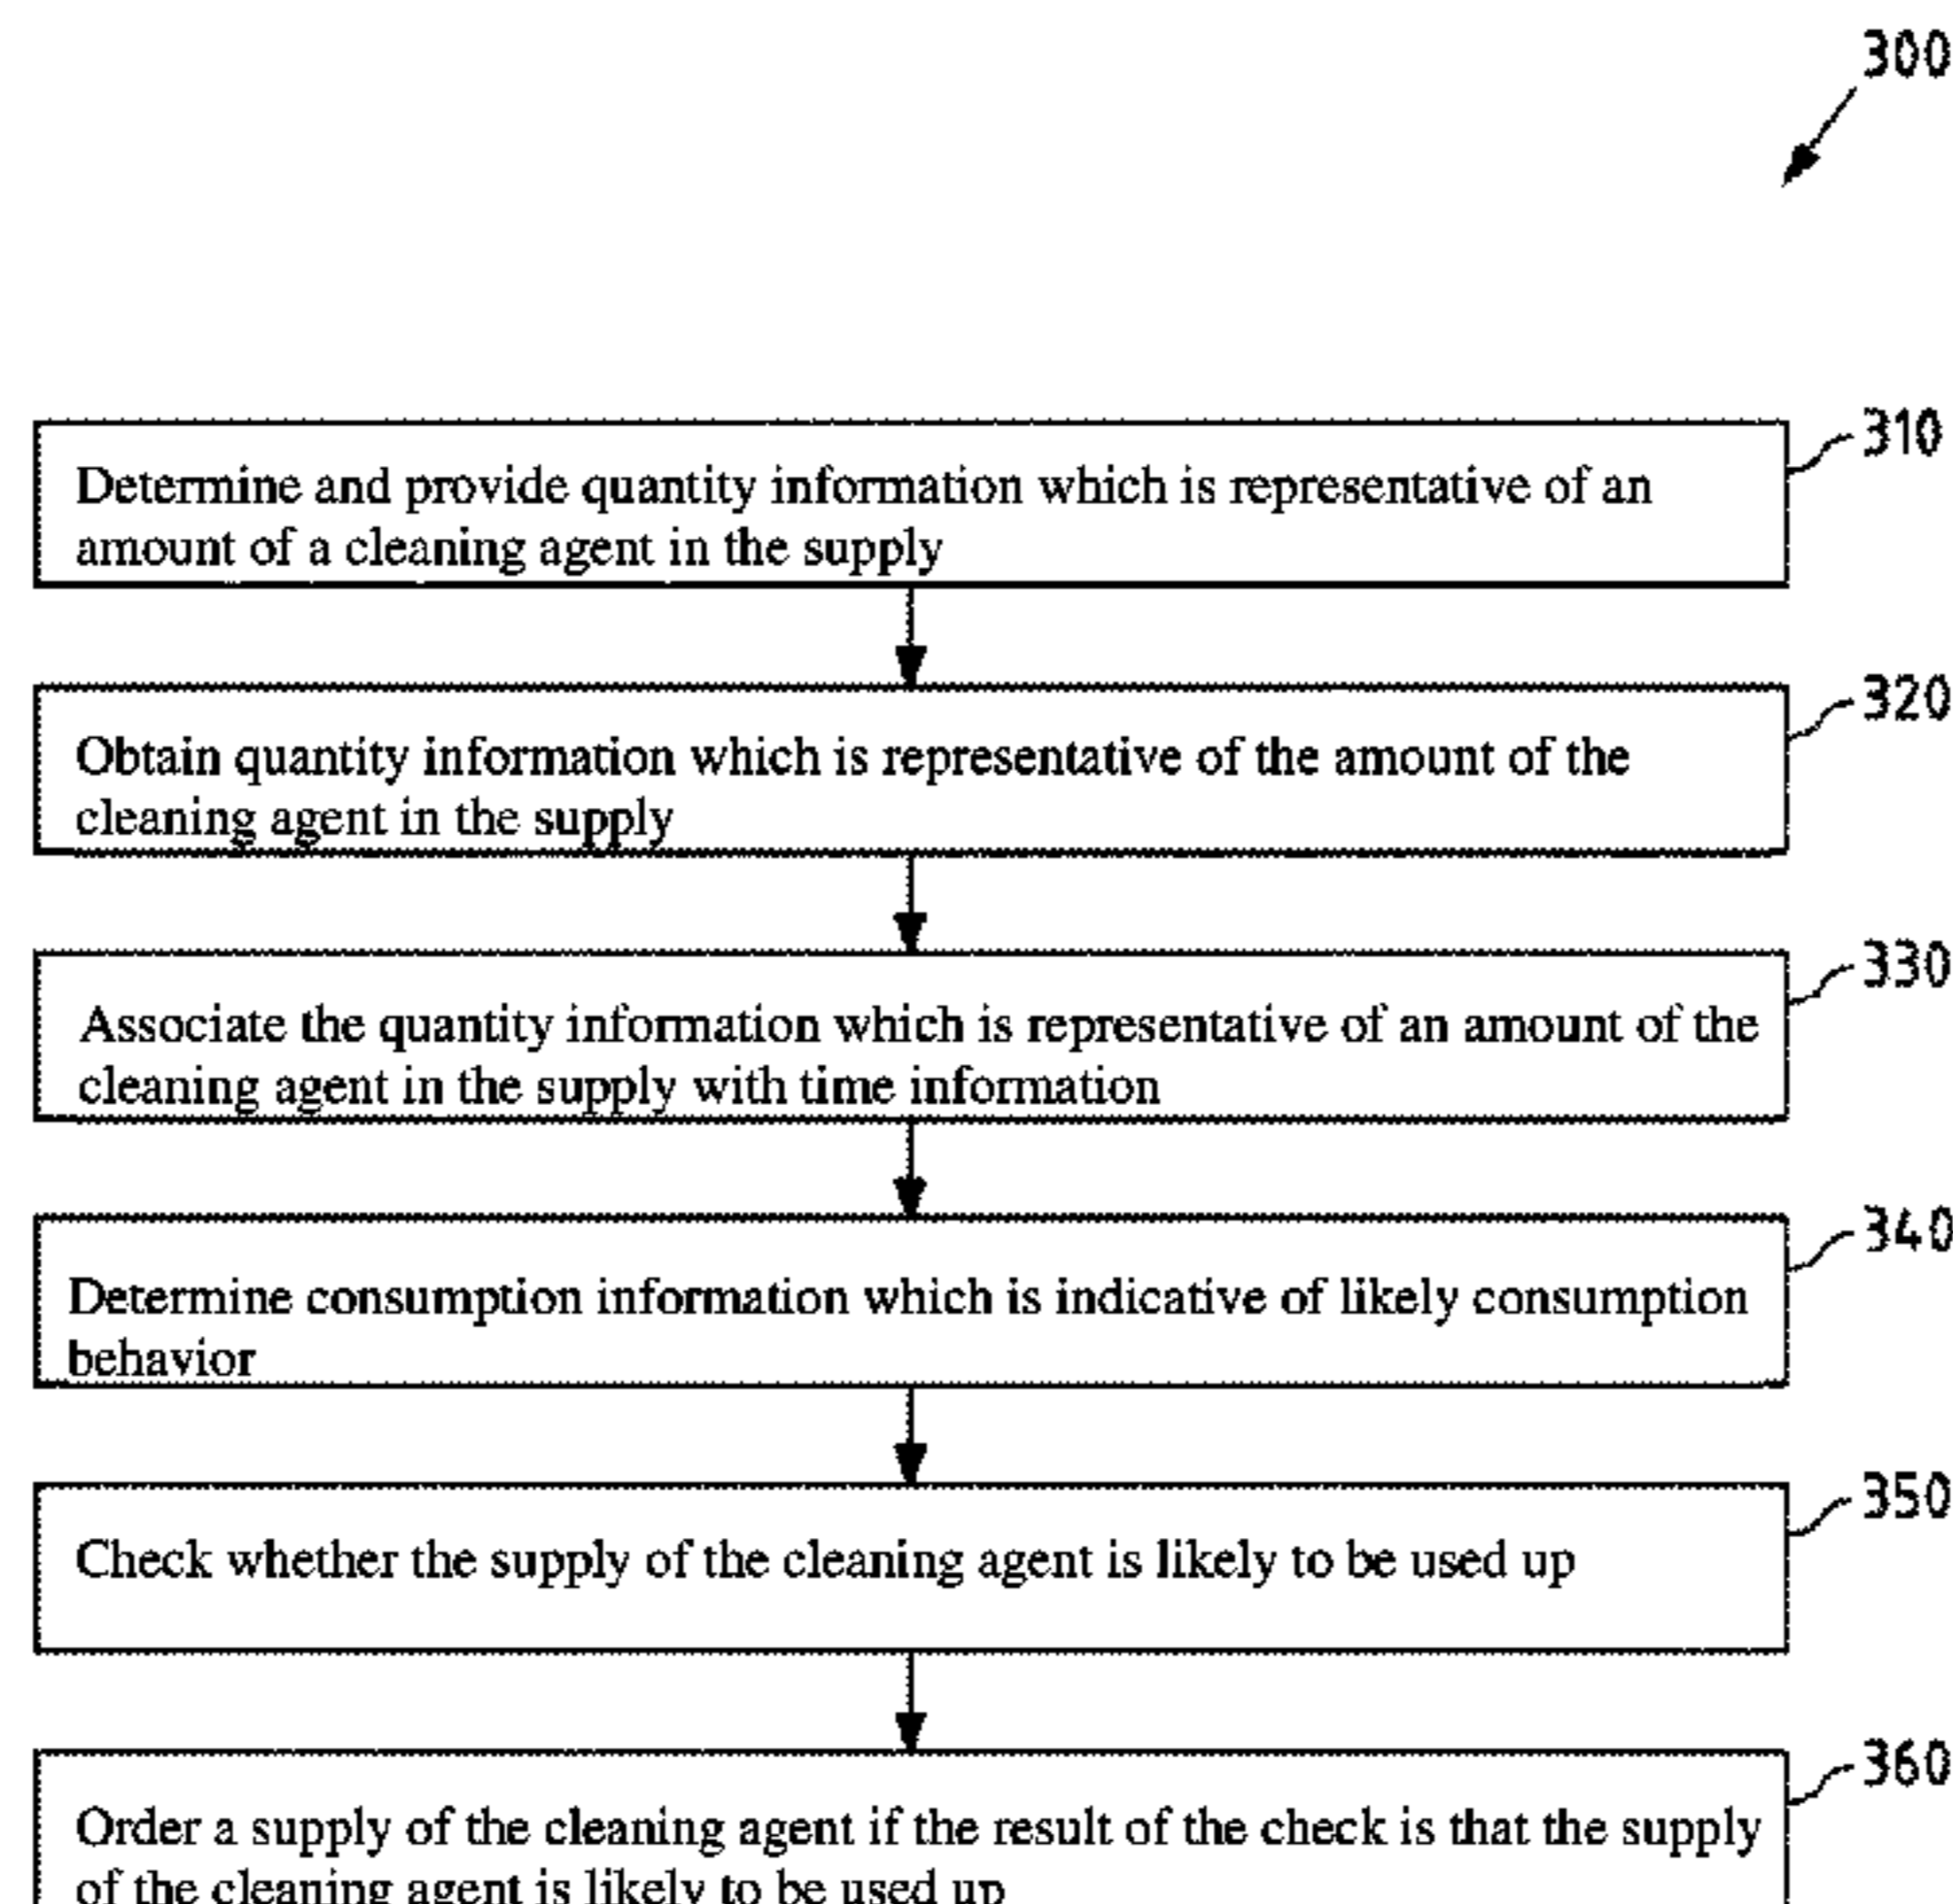 300
310
Determine and provide quantity information which is representative of an
amount of a cleaning agent in the supply
320
Obtain quantity information which is representative of the amount of the
cleaning agent in the supply
330
Associate the quantity information which is representative of an amount of the
cleaning agent in the supply with time information
340
Determine consumption information which is indicative of likely consumption
behavior
350
Check whether the supply of the cleaning agent is likely to be used up
360
Order a supply of the cleaning agent if the result of the check is that the supply
of the cleaning agent is likely to be used up